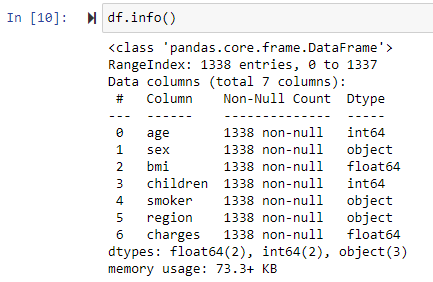 In [10]: df.info()
<class 'pandas.core.frame.DataFrame'>
RangeIndex: 1338 entries, 0 to 1337
Data columns (total 7 columns):
 #   Column    Non-Null Count  Dtype
---  ------    --------------  -----
 0   age       1338 non-null   int64
 1   sex       1338 non-null   object
 2   bmi       1338 non-null   float64
 3   children  1338 non-null   int64
 4   smoker    1338 non-null   object
 5   region    1338 non-null   object
 6   charges   1338 non-null   float64
dtypes: float64(2), int64(2), object(3)
memory usage: 73.3+ KB